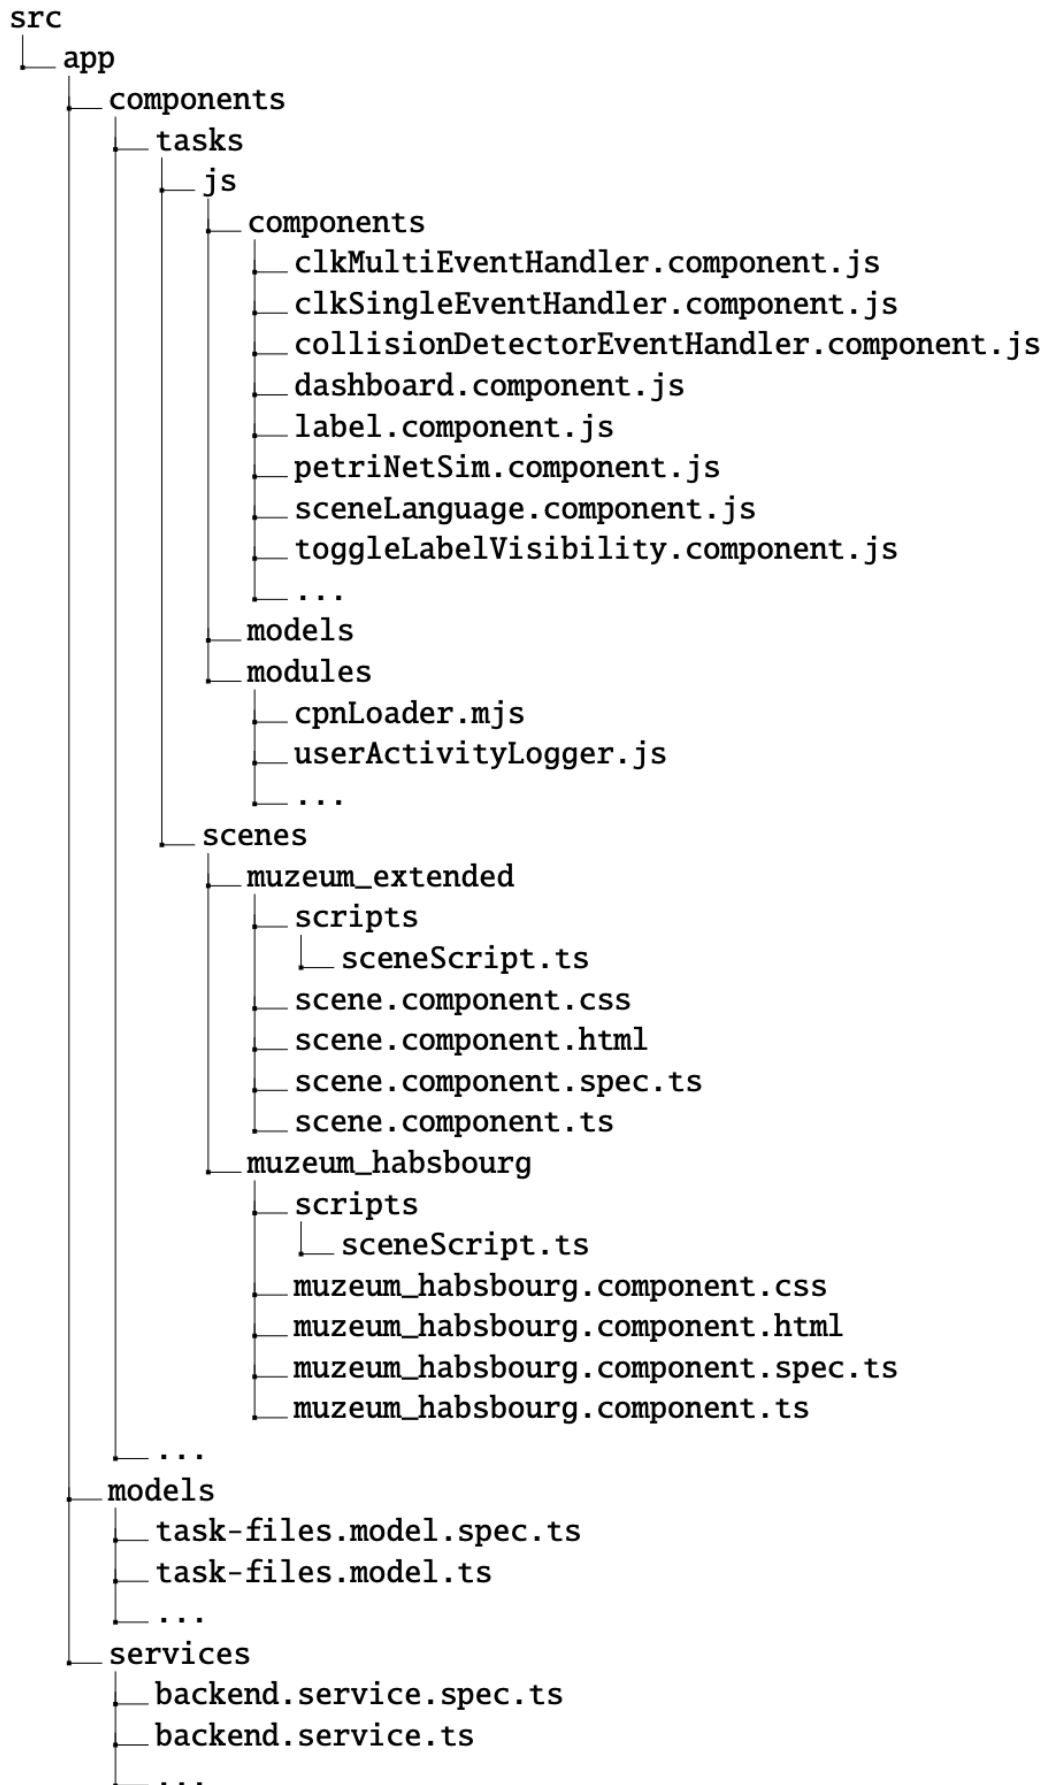 src
app
components
tasks
js
components
clkMultiEventHandler.component.js
clkSingleEventHandler.component.js
collisionDetectorEventHandler.component.js
dashboard.component.js
label.component.js
petriNetSim.component.js
sceneLanguage.component.js
toggleLabelVisibility.component.js
...
models
modules
cpnLoader.mjs
userActivityLogger.js
...
scenes
muzeum_extended
scripts
sceneScript.ts
scene.component.css
scene.component.html
scene.component.spec.ts
scene.component.ts
muzeum_habsbourg
scripts
sceneScript.ts
muzeum_habsbourg.component.css
muzeum_habsbourg.component.html
muzeum_habsbourg.component.spec.ts
muzeum_habsbourg.component.ts
...
models
task-files.model.spec.ts
task-files.model.ts
...
services
backend.service.spec.ts
backend.service.ts
...